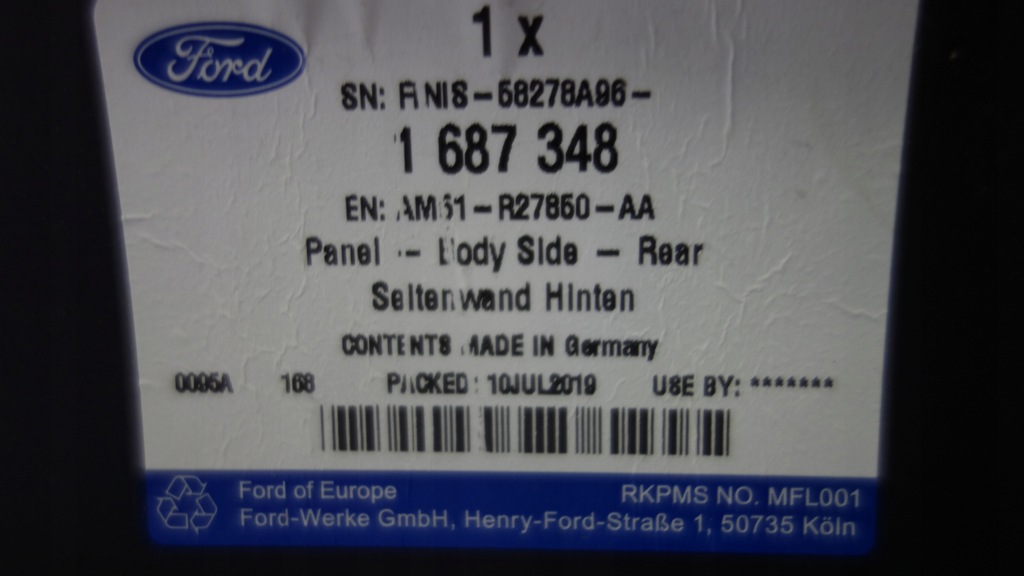 Ford
1 x
SN: FINIS-58278A96-
1 687 348
EN: AM51-R27850-AA
Panel - Body Side - Rear
Seitenwand Hinten
CONTENTS MADE IN Germany
0095A 168 PACKED: 10JUL2019 USE BY: *******
Ford of Europe RKPMS NO. MFL001
Ford-Werke GmbH, Henry-Ford-Straße 1, 50735 Köln